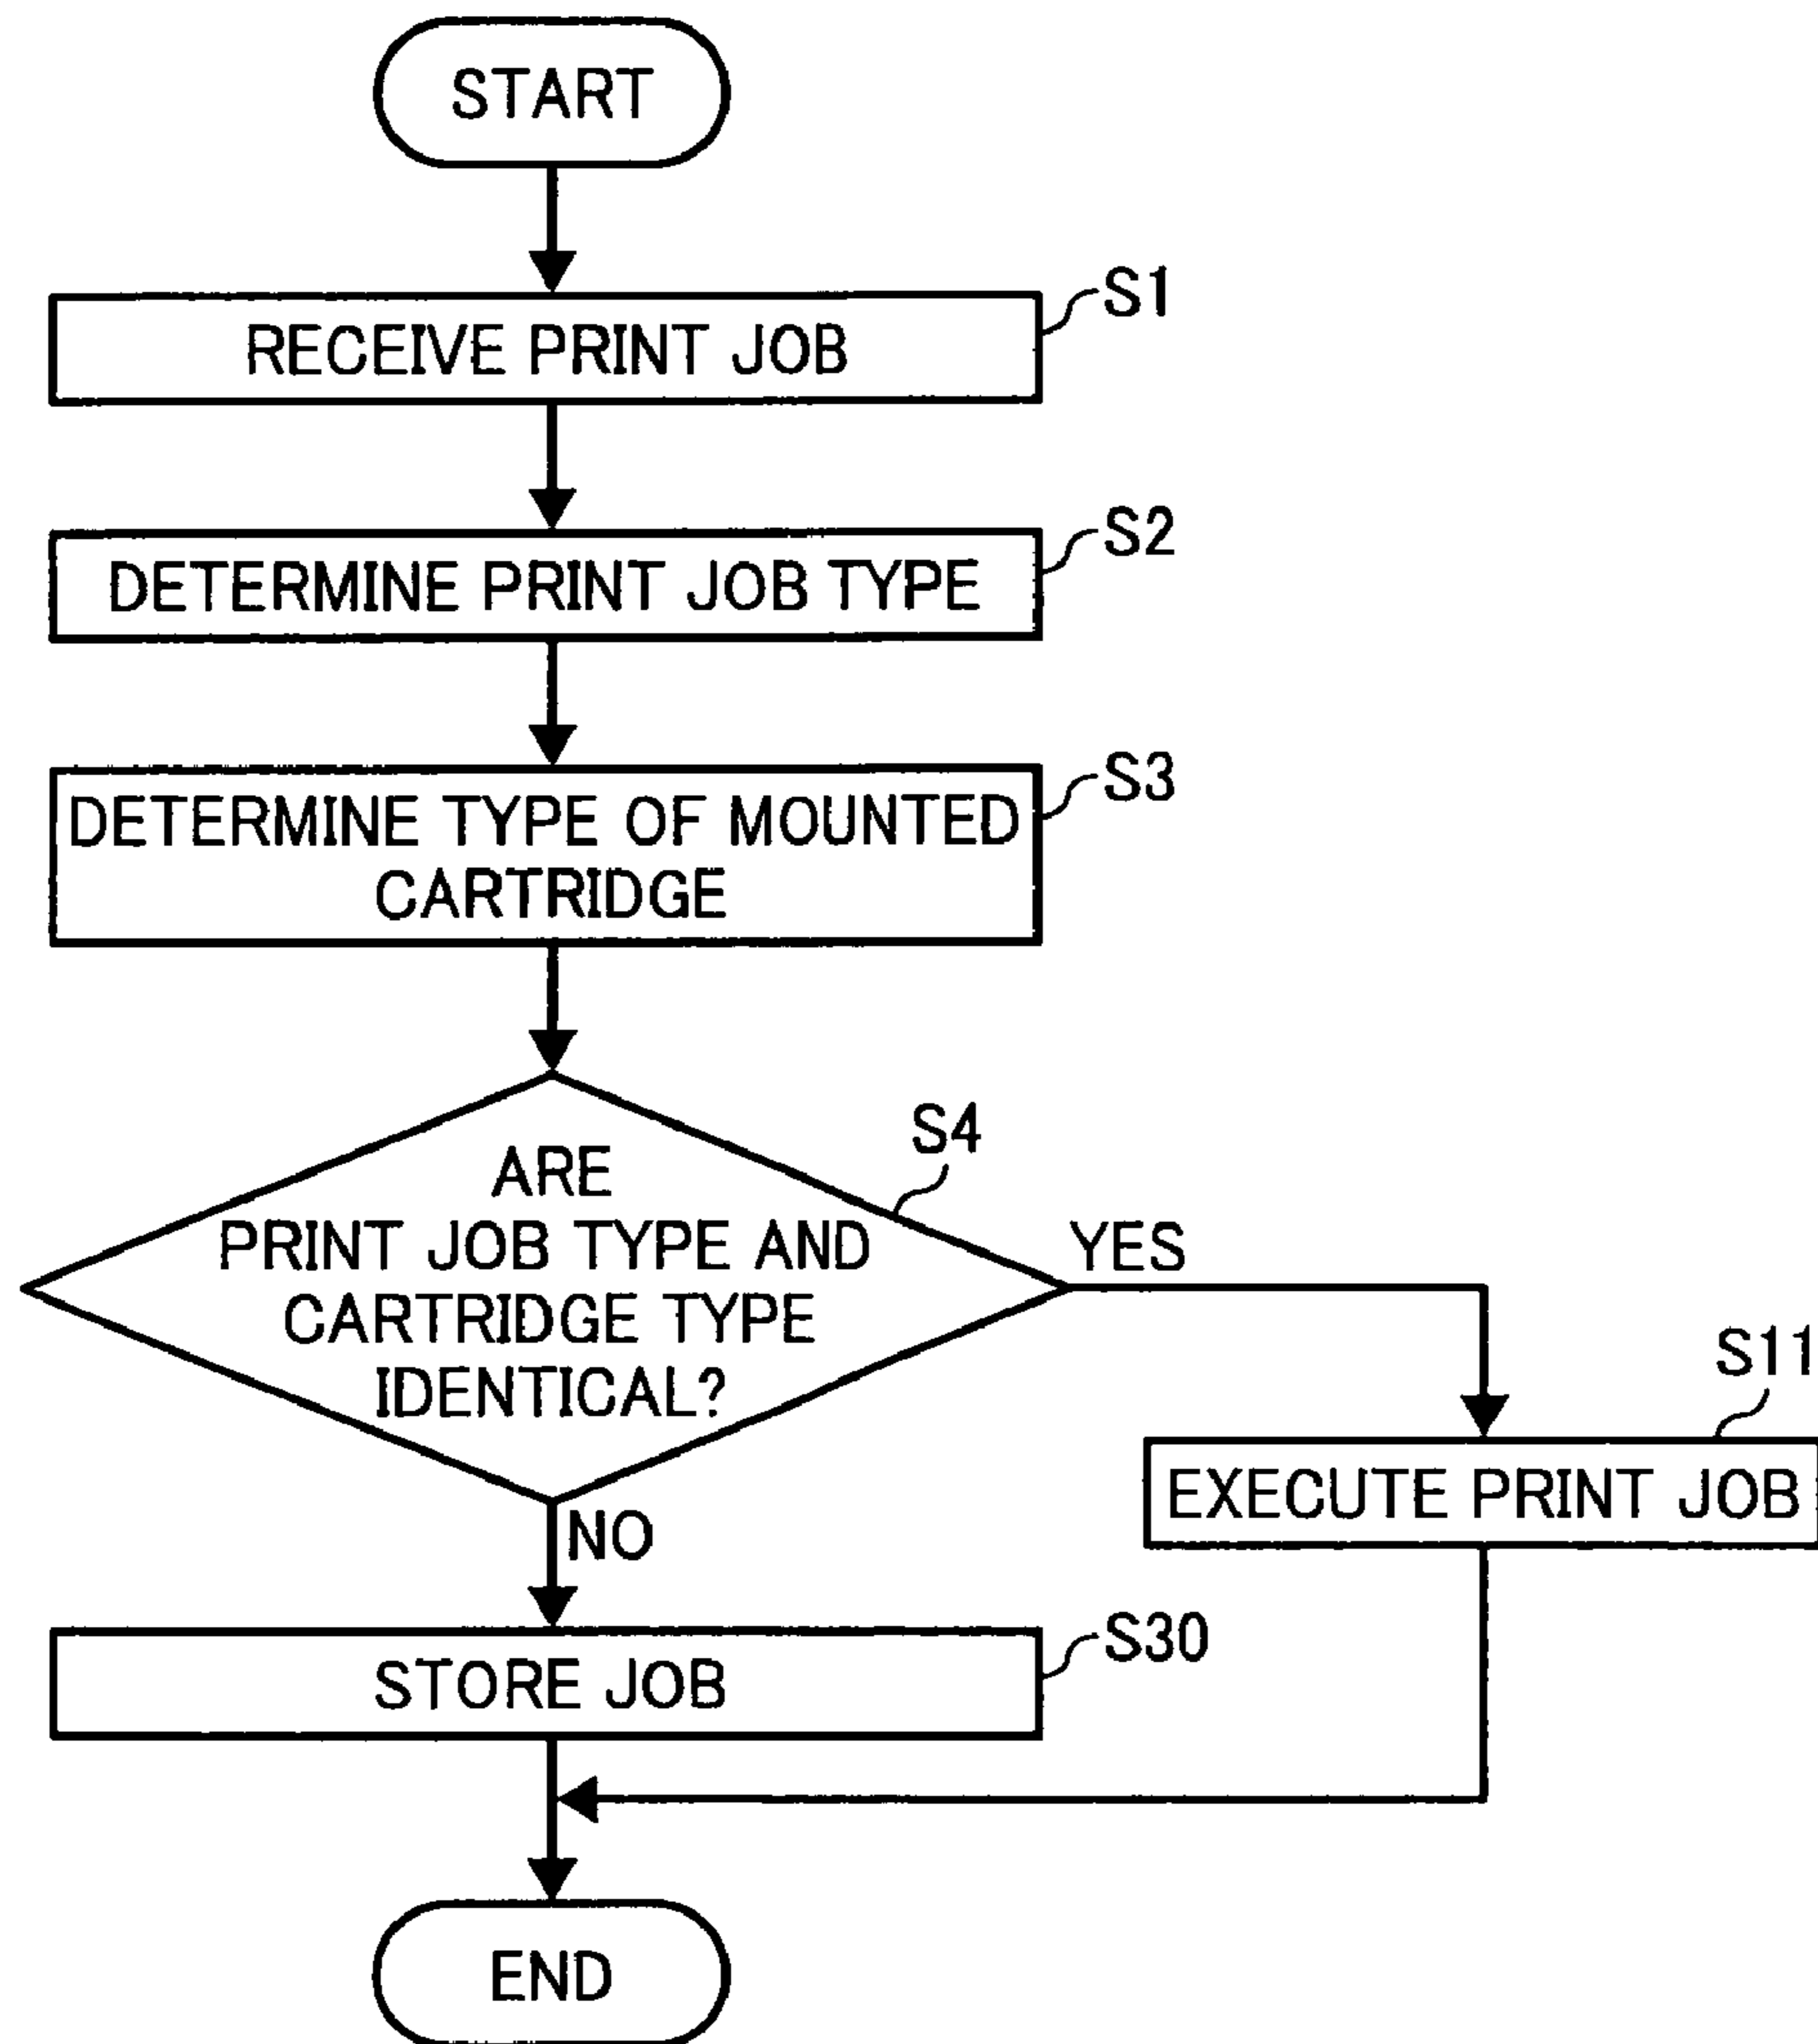 START
S1
RECEIVE PRINT JOB
S2
DETERMINE PRINT JOB TYPE
S3
DETERMINE TYPE OF MOUNTED
CARTRIDGE
S4
ARE
PRINT JOB TYPE AND
CARTRIDGE TYPE
IDENTICAL?
YES
S11
EXECUTE PRINT JOB
NO
S30
STORE JOB
END